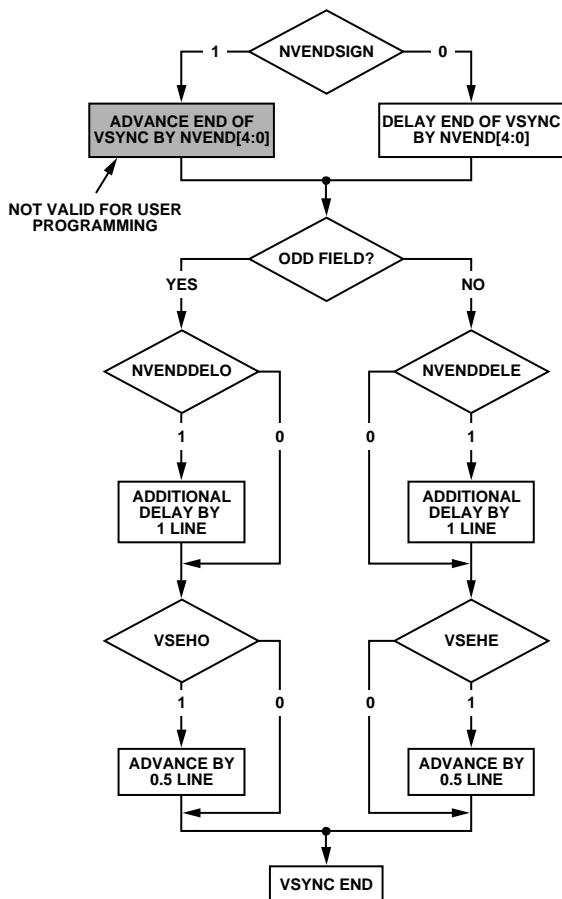 NVENDSIGN
1
0
ADVANCE END OF
VSYNC BY NVEND[4:0]
DELAY END OF VSYNC
BY NVEND[4:0]
NOT VALID FOR USER
PROGRAMMING
ODD FIELD?
YES
NO
NVENDDELO
NVENDDELE
1
0
0
1
ADDITIONAL
DELAY BY
1 LINE
ADDITIONAL
DELAY BY
1 LINE
VSEHO
VSEHE
1
0
0
1
ADVANCE BY
0.5 LINE
ADVANCE BY
0.5 LINE
VSYNC END